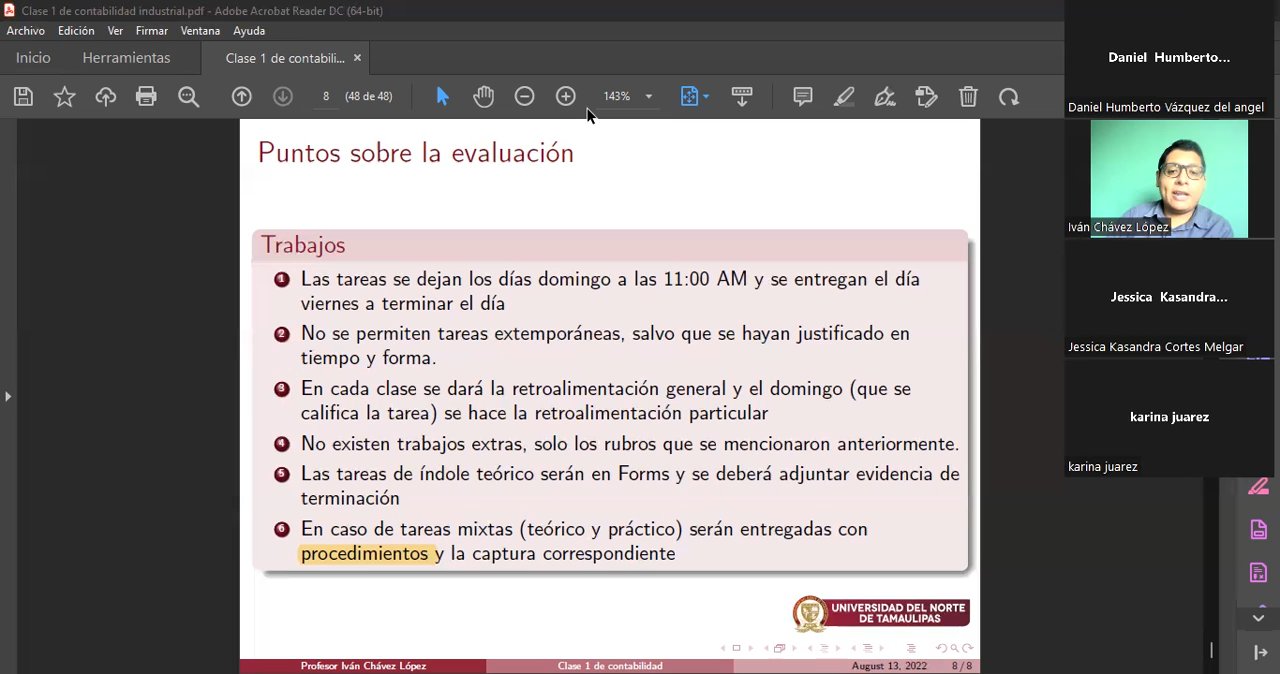 Clase 1 de contabilidad industrial.pdf - Adobe Acrobat Reader DC (64-bit)
Archivo Edición Ver Firmar Ventana Ayuda
Inicio Herramientas Clase 1 de contabili... ×
8 (48 de 48) 143%
Puntos sobre la evaluación
Trabajos
1 Las tareas se dejan los días domingo a las 11:00 AM y se entregan el día
viernes a terminar el día
2 No se permiten tareas extemporáneas, salvo que se hayan justificado en
tiempo y forma.
3 En cada clase se dará la retroalimentación general y el domingo (que se
califica la tarea) se hace la retroalimentación particular
4 No existen trabajos extras, solo los rubros que se mencionaron anteriormente.
5 Las tareas de índole teórico serán en Forms y se deberá adjuntar evidencia de
terminación
6 En caso de tareas mixtas (teórico y práctico) serán entregadas con
procedimientos y la captura correspondiente
UNIVERSIDAD DEL NORTE
DE TAMAULIPAS
Profesor Iván Chávez López Clase 1 de contabilidad August 13, 2022 8 / 8
Daniel Humberto...
Daniel Humberto Vázquez del angel
Iván Chávez López
Jessica Kasandra...
Jessica Kasandra Cortes Melgar
karina juarez
karina juarez